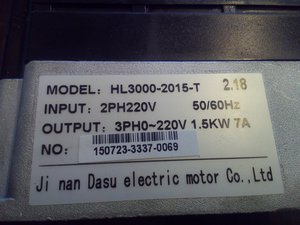 MODEL: HL3000-2015-T 2.18
INPUT: 2PH220V 50/60Hz
OUTPUT: 3PH0~220V 1.5KW 7A
NO: 150723-3337-0069
Ji nan Dasu electric motor Co.,Ltd